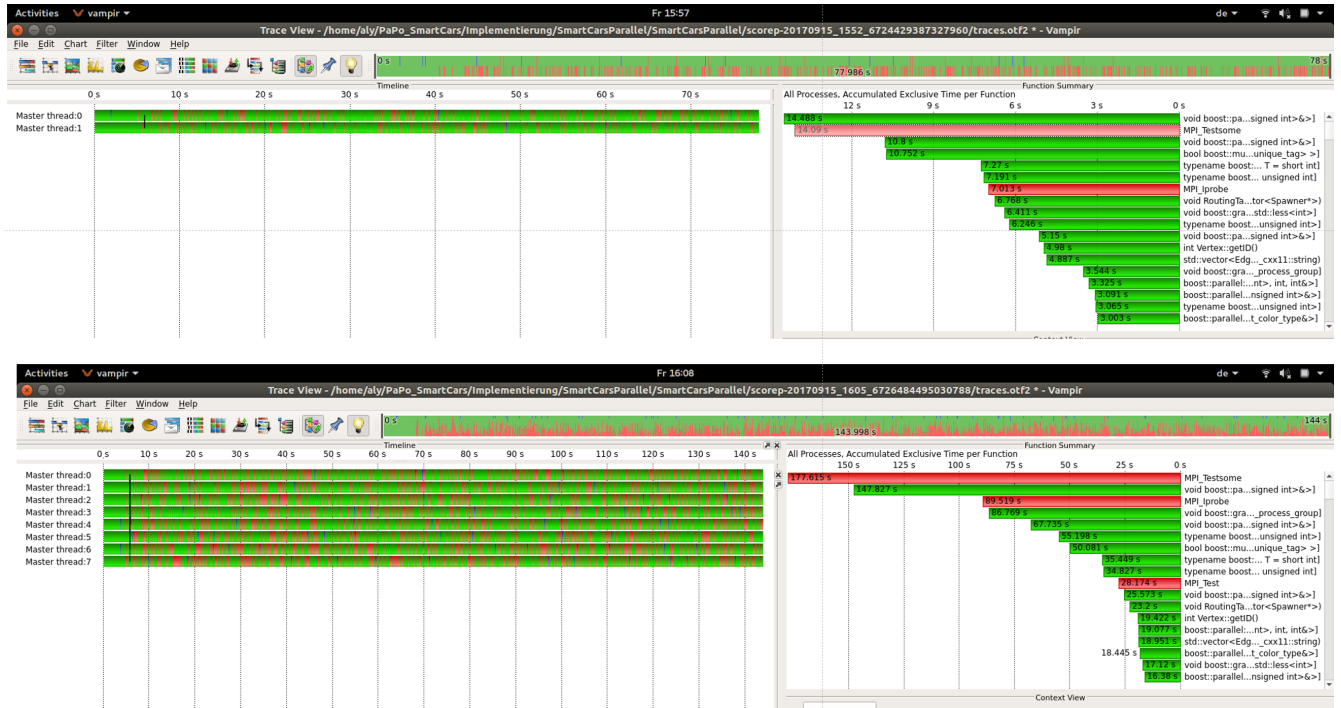 Activities vampir Fr 15:57 de
Trace View - /home/aly/PaPo_SmartCars/Implementierung/SmartCarsParallel/SmartCarsParallel/scorep-20170915_1552_6724429387327960/traces.otf2 * - Vampir
File Edit Chart Filter Window Help
0 s 77.986 s 78 s
Timeline
0 s 10 s 20 s 30 s 40 s 50 s 60 s 70 s
Master thread:0
Master thread:1
Function Summary
All Processes, Accumulated Exclusive Time per Function
12 s 9 s 6 s 3 s 0 s
14.488 s void boost::pa...signed int>&>]
14.09 s MPI_Testsome
10.8 s void boost::pa...signed int>&>]
10.752 s bool boost::mu...unique_tag> >]
7.27 s typename boost:... T = short int]
7.191 s typename boost... unsigned int]
7.013 s MPI_Iprobe
6.768 s void RoutingTa...tor<Spawner*>)
6.411 s void boost::gra...std::less<int>]
6.246 s typename boost...unsigned int>]
5.15 s void boost::pa...signed int>&>]
4.98 s int Vertex::getID()
4.887 s std::vector<Edg..._cxx11::string)
3.544 s void boost::gra..._process_group]
3.325 s boost::parallel:...nt>, int, int&>]
3.091 s boost::parallel...nsigned int>&>]
3.065 s typename boost...unsigned int>]
3.003 s boost::parallel...t_color_type&>]
Context View
Activities vampir Fr 16:08 de
Trace View - /home/aly/PaPo_SmartCars/Implementierung/SmartCarsParallel/SmartCarsParallel/scorep-20170915_1605_6726484495030788/traces.otf2 * - Vampir
File Edit Chart Filter Window Help
0 s 143.998 s 144 s
Timeline
0 s 10 s 20 s 30 s 40 s 50 s 60 s 70 s 80 s 90 s 100 s 110 s 120 s 130 s 140 s
Master thread:0
Master thread:1
Master thread:2
Master thread:3
Master thread:4
Master thread:5
Master thread:6
Master thread:7
Function Summary
All Processes, Accumulated Exclusive Time per Function
150 s 125 s 100 s 75 s 50 s 25 s 0 s
177.615 s MPI_Testsome
147.827 s void boost::pa...signed int>&>]
89.519 s MPI_Iprobe
86.769 s void boost::gra..._process_group]
67.735 s void boost::pa...signed int>&>]
55.198 s typename boost...unsigned int>]
50.081 s bool boost::mu...unique_tag> >]
35.449 s typename boost:... T = short int]
34.827 s typename boost... unsigned int]
28.174 s MPI_Test
25.573 s void boost::pa...signed int>&>]
23.2 s void RoutingTa...tor<Spawner*>)
19.422 s int Vertex::getID()
19.077 s boost::parallel:...nt>, int, int&>]
18.951 s std::vector<Edg..._cxx11::string)
18.445 s boost::parallel...t_color_type&>]
17.12 s void boost::gra...std::less<int>]
16.38 s boost::parallel...nsigned int>&>]
Context View